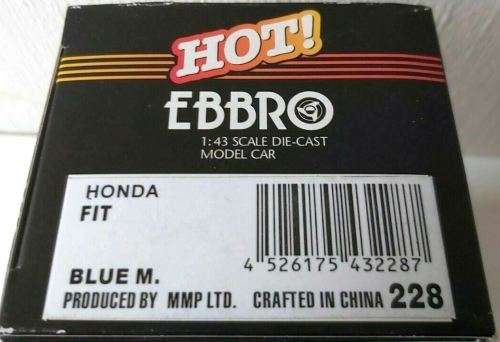 HOT!
EBBRO
1:43 SCALE DIE-CAST
MODEL CAR
HONDA
FIT
4 526175 432287
BLUE M.
PRODUCED BY MMP LTD. CRAFTED IN CHINA 228